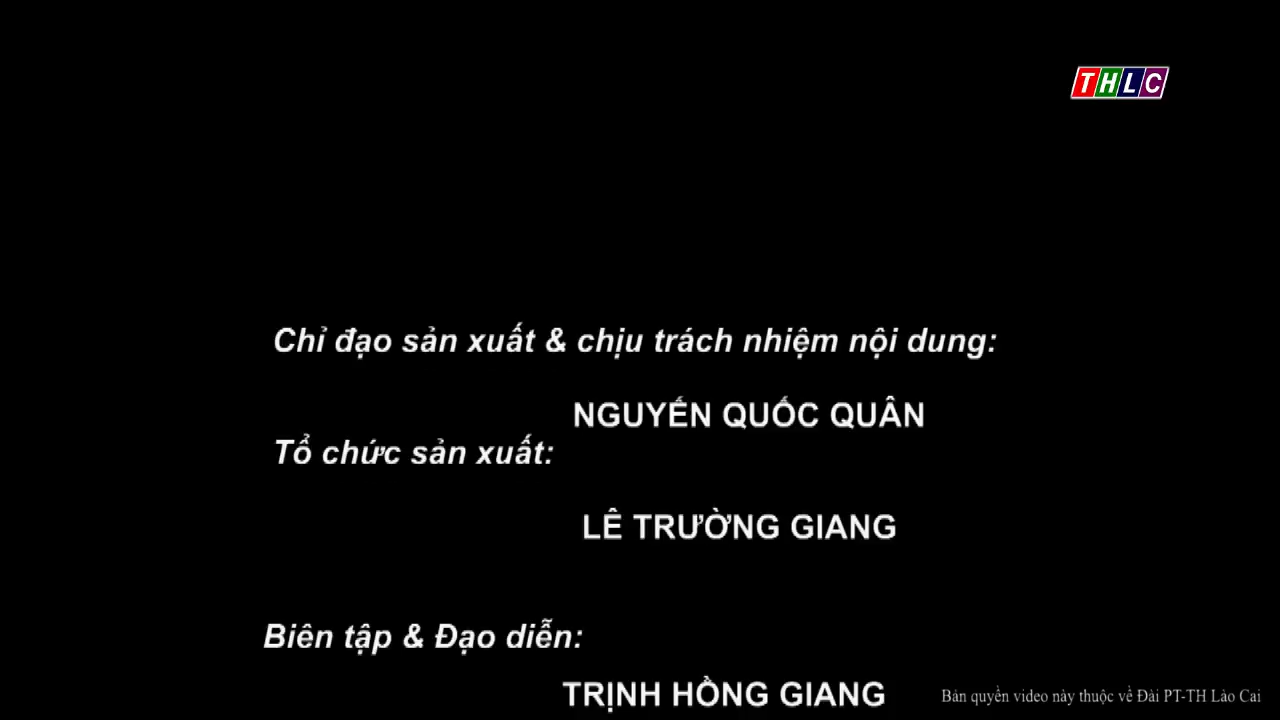 THLC
Chỉ đạo sản xuất & chịu trách nhiệm nội dung:
NGUYỄN QUỐC QUÂN
Tổ chức sản xuất:
LÊ TRƯỜNG GIANG
Biên tập & Đạo diễn:
TRỊNH HỒNG GIANG
Bản quyền video này thuộc về Đài PT-TH Lào Cai